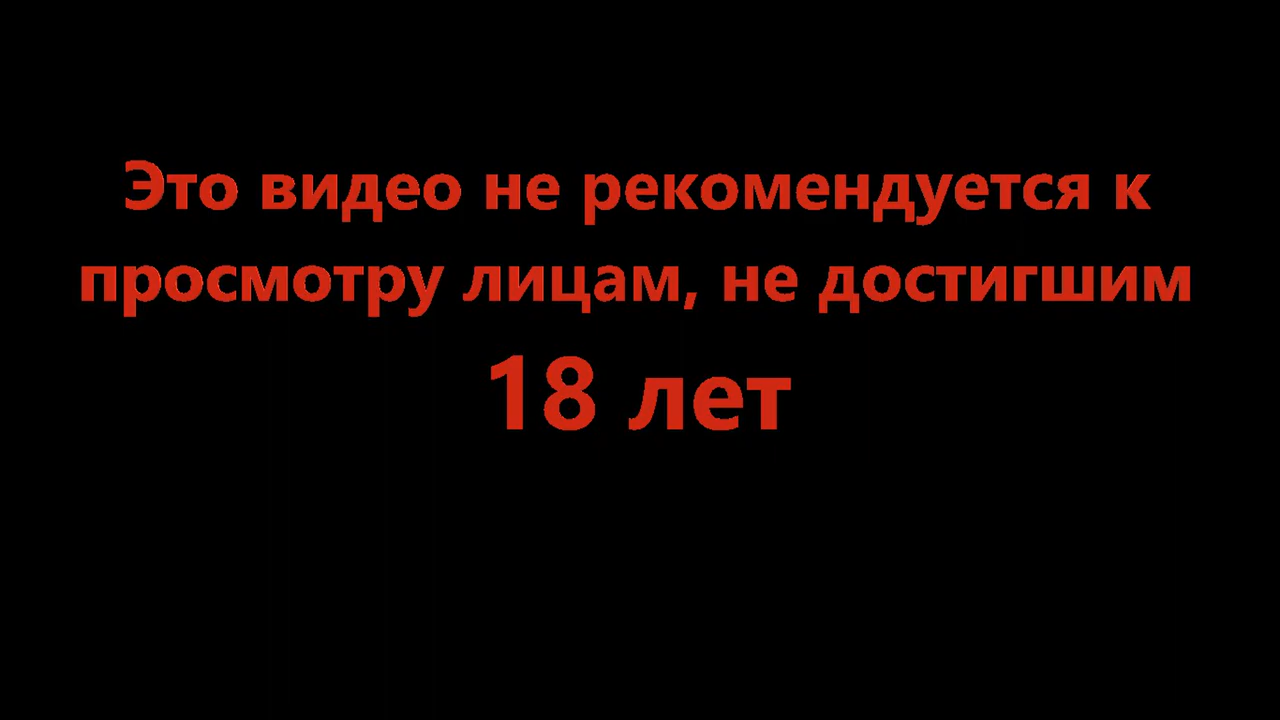 Это видео не рекомендуется к
просмотру лицам, не достигшим
18 лет